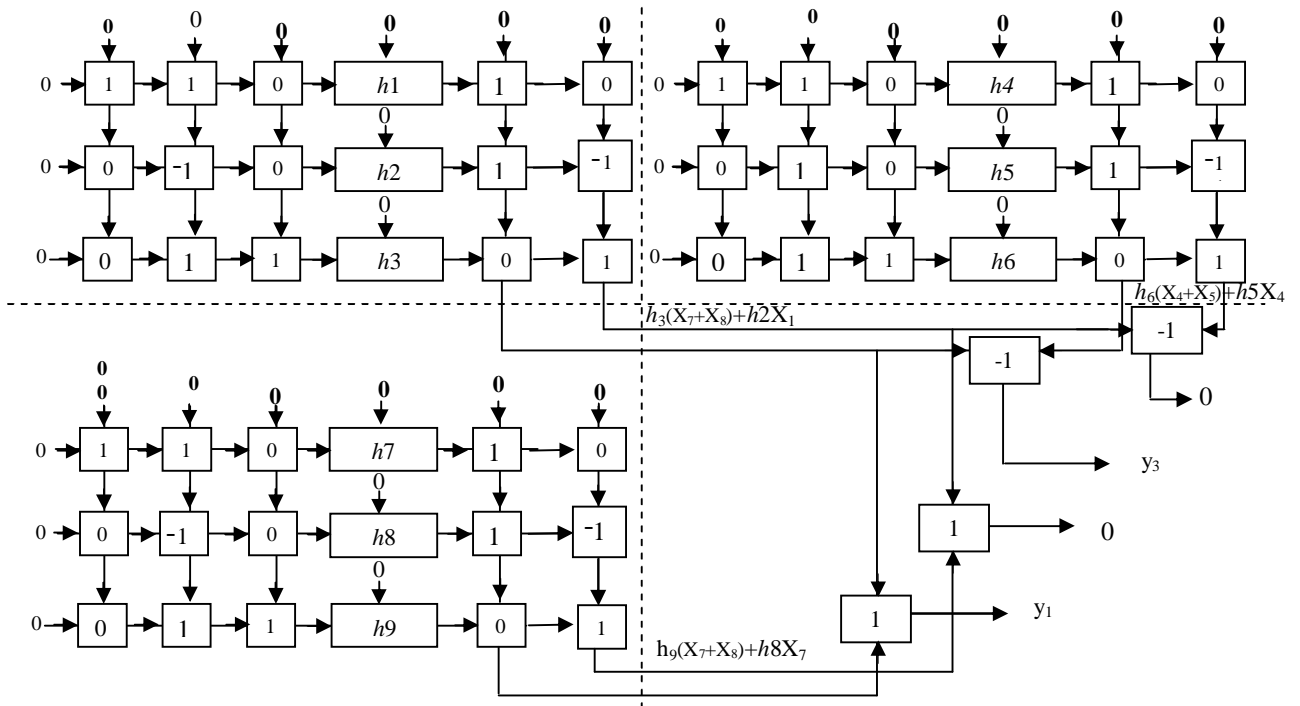 0 0 0 0 0 0 0 0 0 0 0 0
0 1 1 0 h1 1 0 0 1 1 0 h4 1 0
0 0
0 0 -1 0 h2 1 -1 0 0 1 0 h5 1 -1
0 0
0 0 1 1 h3 0 1 0 0 1 1 h6 0 1
h6(X4+X5)+h5X4
h3(X7+X8)+h2X1
-1
-1
0
0
0 0 0 0 0 0
0 1 1 0 h7 1 0
y3
0
0 0 -1 0 h8 1 -1 1 0
0
0 0 1 1 h9 0 1 1 y1
h9(X7+X8)+h8X7